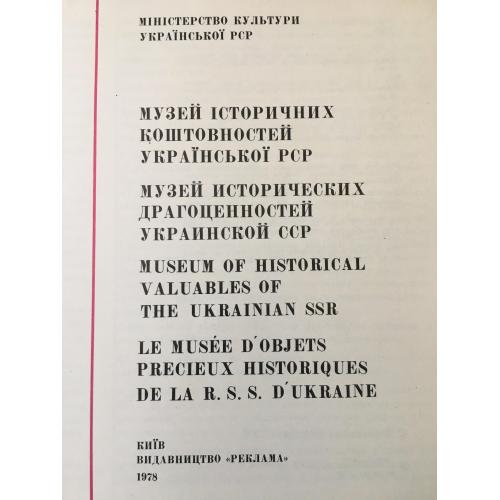 МІНІСТЕРСТВО КУЛЬТУРИ
УКРАЇНСЬКОЇ РСР
МУЗЕЙ ІСТОРИЧНИХ
КОШТОВНОСТЕЙ
УКРАЇНСЬКОЇ РСР
МУЗЕЙ ИСТОРИЧЕСКИХ
ДРАГОЦЕННОСТЕЙ
УКРАИНСКОЙ ССР
MUSEUM OF HISTORICAL
VALUABLES OF
THE UKRAINIAN SSR
LE MUSÉE D'OBJETS
PRECIEUX HISTORIQUES
DE LA R. S. S. D'UKRAINE
КИЇВ
ВИДАВНИЦТВО «РЕКЛАМА»
1978